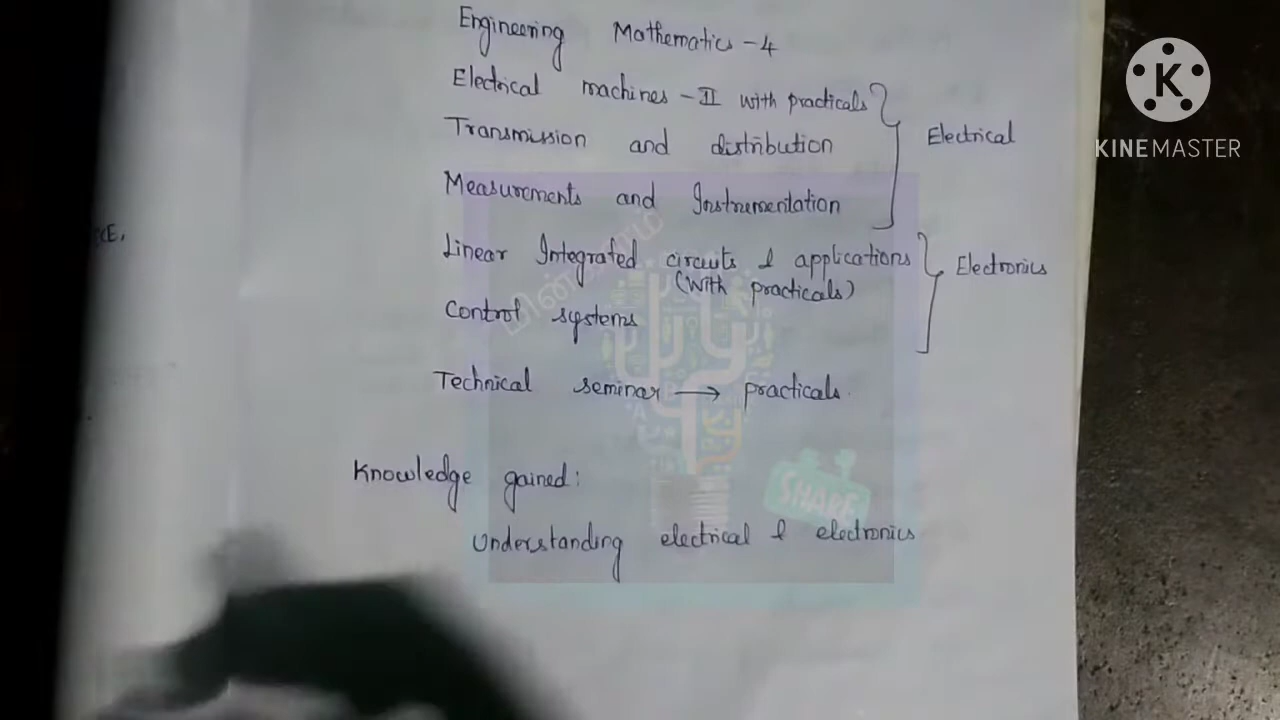 Engineering Mathematics - 4
Electrical machines - II with practicals
Transmission and distribution
Electrical
Measurements and Instrumentation
Linear Integrated circuits & applications
(with practicals)
Electronics
Control systems
Technical seminar → practicals.
Knowledge gained:
Understanding electrical & electronics
K
KINEMASTER
SHARE